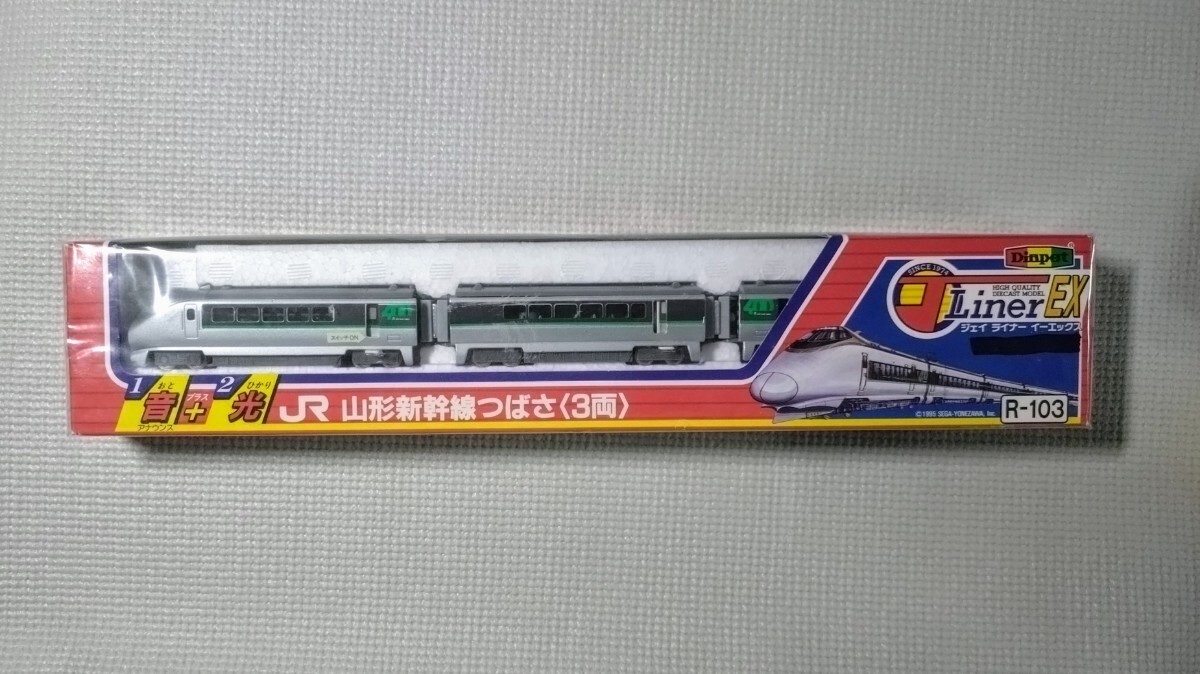 Dinpet®
SINCE 1974
J Liner EX
HIGH QUALITY
DIECAST MODEL
ジェイ ライナー イーエックス
スイッチON
400
1 音 プラス + 2 光
おと ひかり
アナウンス
JR 山形新幹線つばさ〈3両〉
©1995 SEGA-YONEZAWA, Inc.
R-103